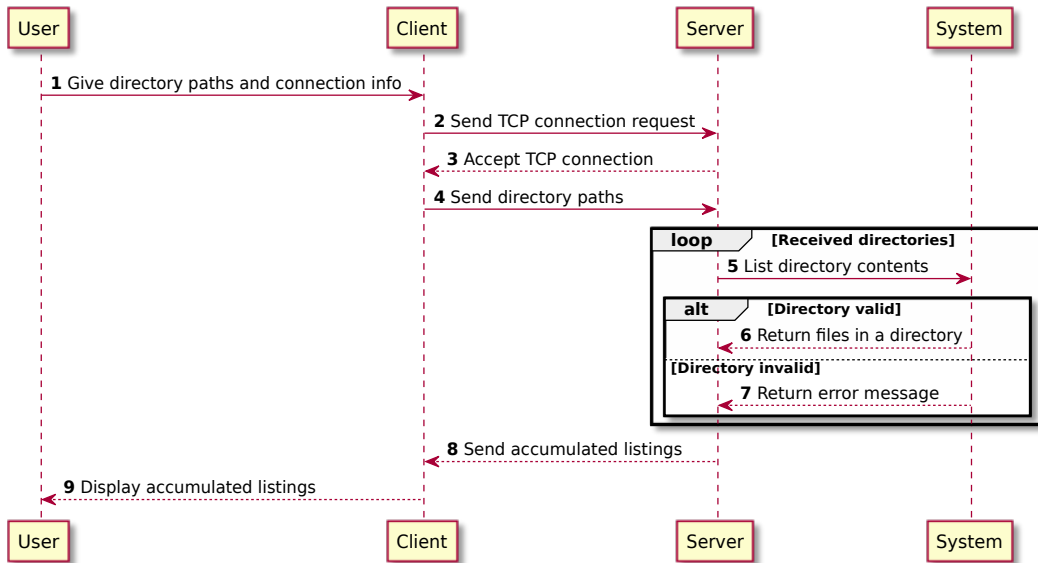 User Client Server System
1 Give directory paths and connection info
2 Send TCP connection request
3 Accept TCP connection
4 Send directory paths
loop [Received directories]
5 List directory contents
alt [Directory valid]
6 Return files in a directory
[Directory invalid]
7 Return error message
8 Send accumulated listings
9 Display accumulated listings
User Client Server System